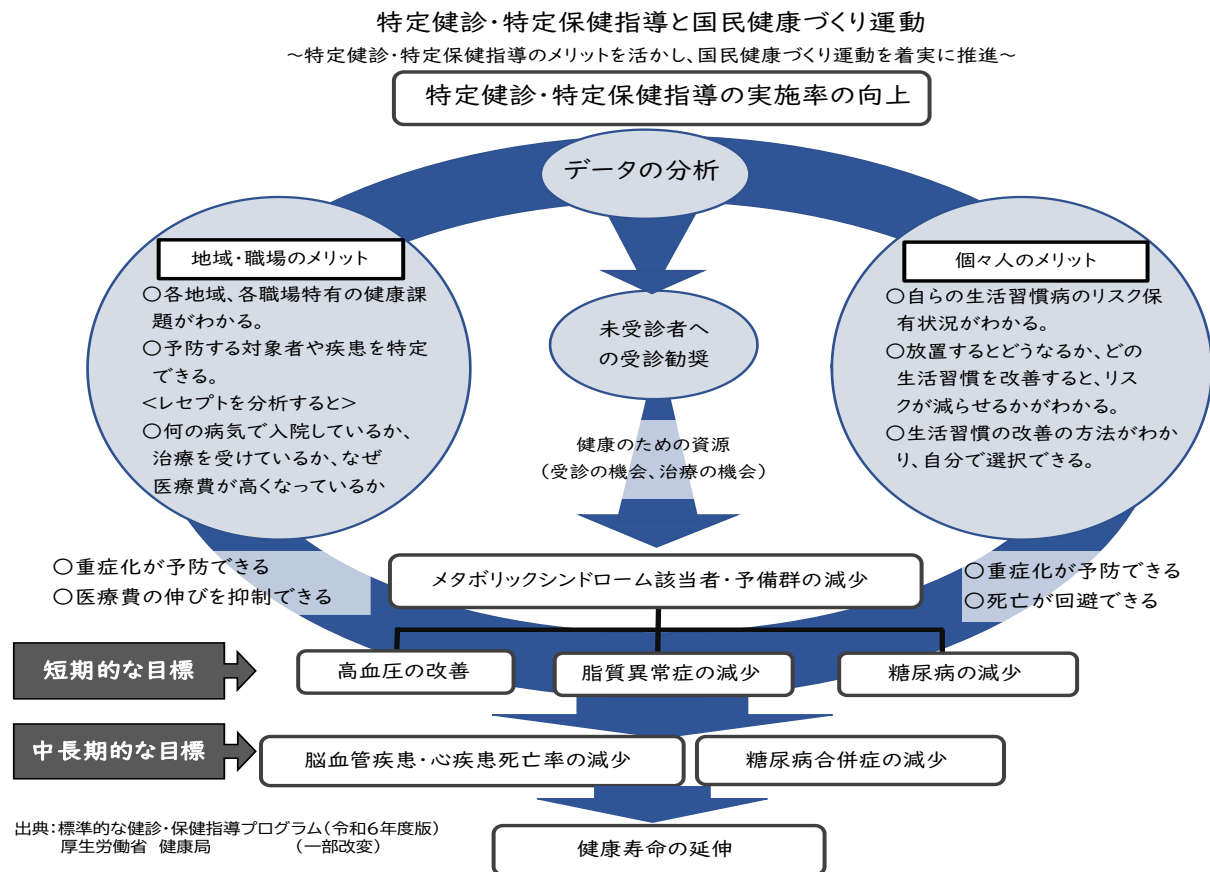 特定健診・特定保健指導と国民健康づくり運動
～特定健診・特定保健指導のメリットを活かし、国民健康づくり運動を着実に推進～
特定健診・特定保健指導の実施率の向上
データの分析
地域・職場のメリット
〇各地域、各職場特有の健康課
題がわかる。
〇予防する対象者や疾患を特定
できる。
<レセプトを分析すると>
〇何の病気で入院しているか、
治療を受けているか、なぜ
医療費が高くなっているか
未受診者へ
の受診勧奨
個々人のメリット
〇自らの生活習慣病のリスク保
有状況がわかる。
〇放置するとどうなるか、どの
生活習慣を改善すると、リス
クが減らせるかがわかる。
〇生活習慣の改善の方法がわか
り、自分で選択できる。
健康のための資源
(受診の機会、治療の機会)
〇重症化が予防できる
〇医療費の伸びを抑制できる
メタボリックシンドローム該当者・予備群の減少
〇重症化が予防できる
〇死亡が回避できる
短期的な目標
高血圧の改善
脂質異常症の減少
糖尿病の減少
中長期的な目標
脳血管疾患・心疾患死亡率の減少
糖尿病合併症の減少
健康寿命の延伸
出典:標準的な健診・保健指導プログラム(令和6年度版)
厚生労働省 健康局 (一部改変)